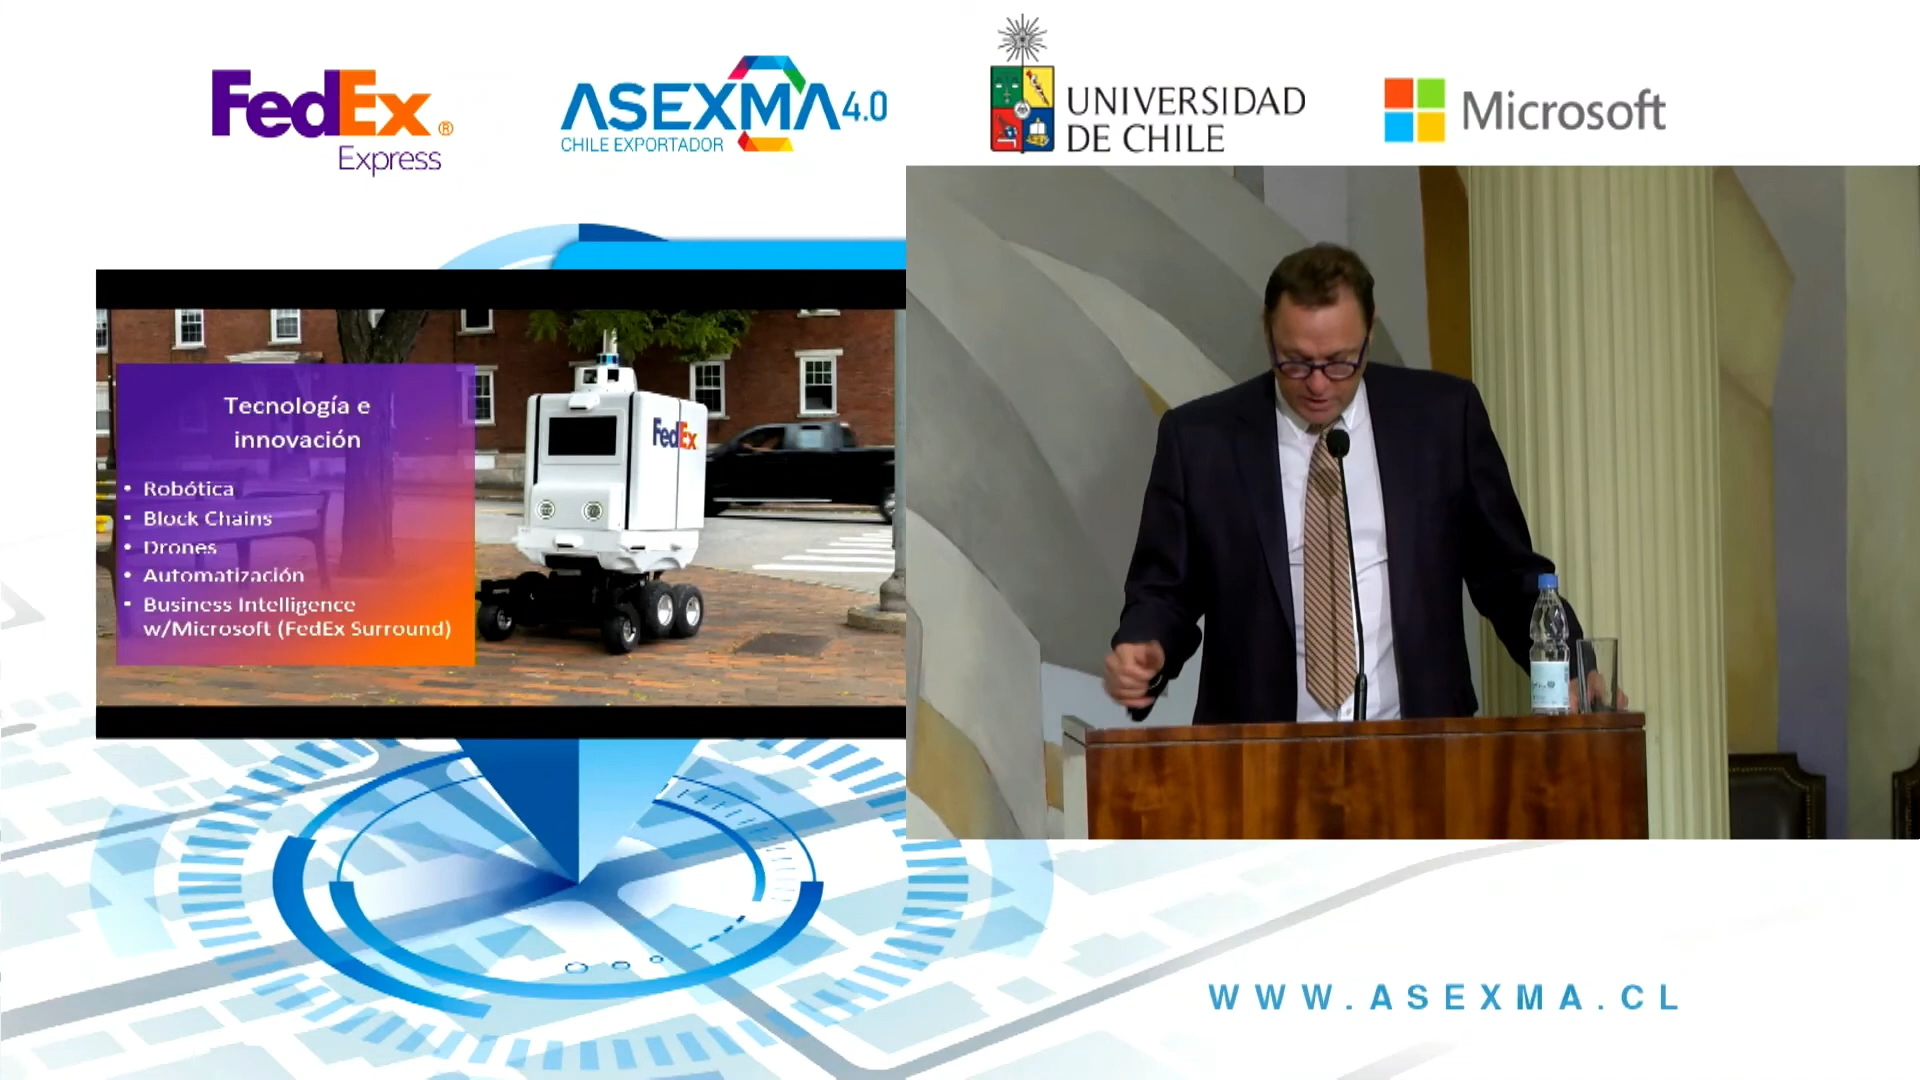 FedEx®
Express
ASEXMA 4.0
CHILE EXPORTADOR
UNIVERSIDAD
DE CHILE
Microsoft
Tecnología e
innovación
• Robótica
• Block Chains
• Drones
• Automatización
• Business Intelligence
w/Microsoft (FedEx Surround)
FedEx
WWW.ASEXMA.CL